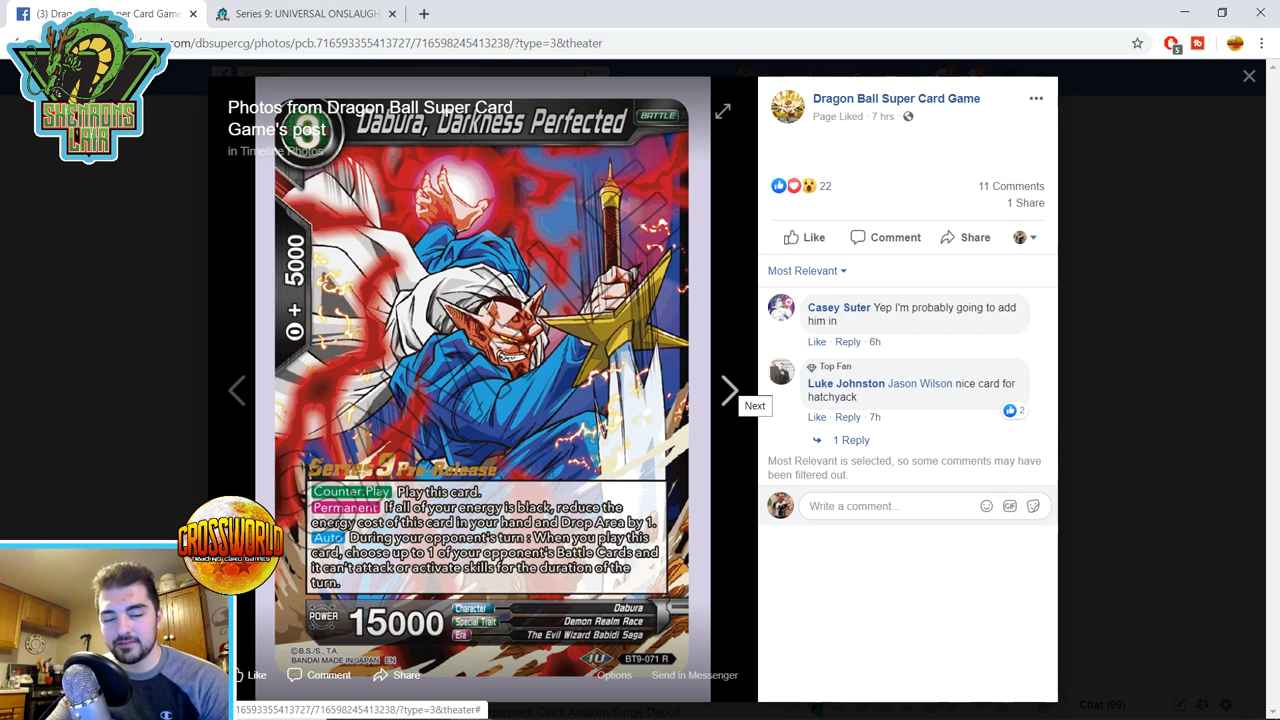 Series 9: UNIVERSAL ONSLAUGH
.com/dbsupercg/photos/pcb.716593355413727/716598245413238/?type=3&theater
5
SHENRONS
LAIR
Photos from Dragon Ball Super Card
Game's post
in Timeline Photos
3
Dabura, Darkness Perfected
BATTLE
0 + 5000
Series 9 Pre-Release
Counter:Play Play this card.
Permanent If all of your energy is black, reduce the
energy cost of this card in your hand and Drop Area by 1.
Auto During your opponent's turn : When you play this
card, choose up to 1 of your opponent's Battle Cards and
it can't attack or activate skills for the duration of the
turn.
POWER 15000
Character Dabura
Special Trait Demon Realm Race
Era The Evil Wizard Babidi Saga
©B.S./S., T.A.
BANDAI MADE IN JAPAN EN
BT9-071 R
Like Comment Share
Options Send in Messenger
CROSSWORLD
TRADING CARD GAMES
Next
Dragon Ball Super Card Game
Page Liked · 7 hrs ·
22
11 Comments
1 Share
Like Comment Share
Most Relevant
Casey Suter Yep I'm probably going to add
him in
Like · Reply · 6h
Top Fan
Luke Johnston Jason Wilson nice card for
hatchyack
2
Like · Reply · 7h
1 Reply
Most Relevant is selected, so some comments may have
been filtered out.
Write a comment...
GIF
Chat (99)
16593355413727/716598245413238/?type=3&theater#